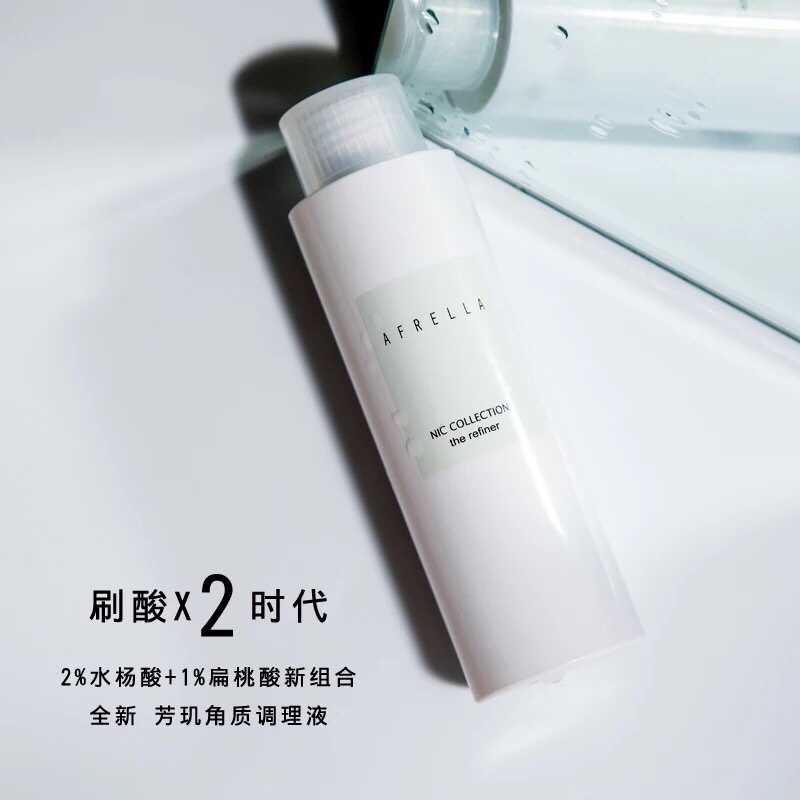 AFRELLA
NIC COLLECTION
the refiner
刷酸X2时代
2%水杨酸+1%扁桃酸新组合
全新 芳玑角质调理液